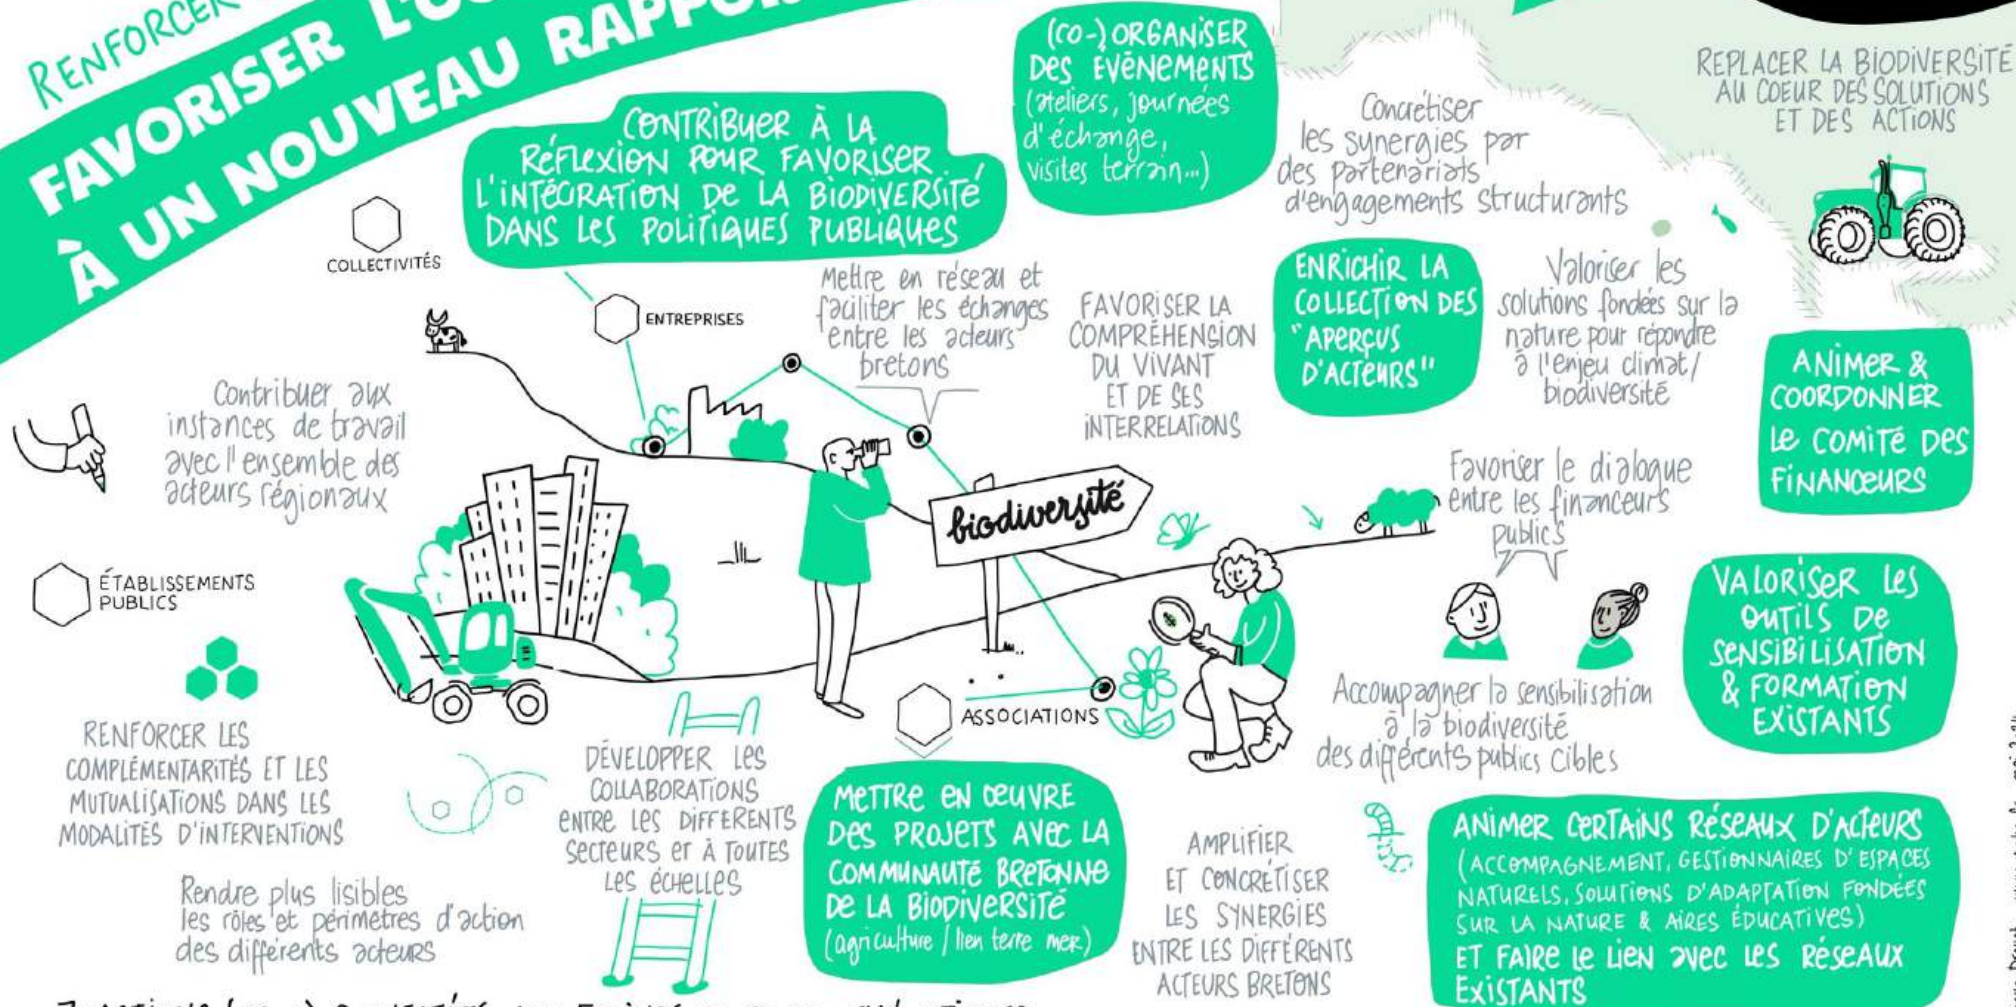 RENFORCER
FAVORISER
À UN NOUVEAU
(CO-) ORGANISER
DES ÉVÈNEMENTS
(ateliers, journées
d'échange,
visites terrain...)
CONTRIBUER À LA
RÉFLEXION POUR FAVORISER
L'INTÉGRATION DE LA BIODIVERSITÉ
DANS LES POLITIQUES PUBLIQUES
Concrétiser
les synergies par
des partenariats
d'engagements structurants
REPLACER LA BIODIVERSITÉ
AU COEUR DES SOLUTIONS
ET DES ACTIONS
COLLECTIVITÉS
ENTREPRISES
Mettre en réseau et
faciliter les échanges
entre les acteurs
bretons
FAVORISER LA
COMPRÉHENSION
DU VIVANT
ET DE SES
INTERRELATIONS
ENRICHIR LA
COLLECTION DES
"APERÇUS
D'ACTEURS"
Valoriser les
solutions fondées sur la
nature pour répondre
à l'enjeu climat/
biodiversité
ANIMER &
COORDONNER
LE COMITÉ DES
FINANCEURS
Contribuer aux
instances de travail
avec l'ensemble des
acteurs régionaux
biodiversité
Favoriser le dialogue
entre les financeurs
publics
ÉTABLISSEMENTS
PUBLICS
VALORISER LES
OUTILS DE
SENSIBILISATION
& FORMATION
EXISTANTS
ASSOCIATIONS
Accompagner la sensibilisation
à la biodiversité
des différents publics cibles
RENFORCER LES
COMPLÉMENTARITÉS ET LES
MUTUALISATIONS DANS LES
MODALITÉS D'INTERVENTIONS
DÉVELOPPER LES
COLLABORATIONS
ENTRE LES DIFFÉRENTS
SECTEURS ET À TOUTES
LES ÉCHELLES
METTRE EN ŒUVRE
DES PROJETS AVEC LA
COMMUNAUTÉ BRETONNE
DE LA BIODIVERSITÉ
(agriculture / lien terre mer)
AMPLIFIER
ET CONCRÉTISER
LES SYNERGIES
ENTRE LES DIFFÉRENTS
ACTEURS BRETONS
ANIMER CERTAINS RÉSEAUX D'ACTEURS
(ACCOMPAGNEMENT, GESTIONNAIRES D'ESPACES
NATURELS, SOLUTIONS D'ADAPTATION FONDÉES
SUR LA NATURE & AIRES ÉDUCATIVES)
ET FAIRE LE LIEN AVEC LES RÉSEAUX
EXISTANTS
Rendre plus lisibles
les rôles et périmètres d'action
des différents acteurs